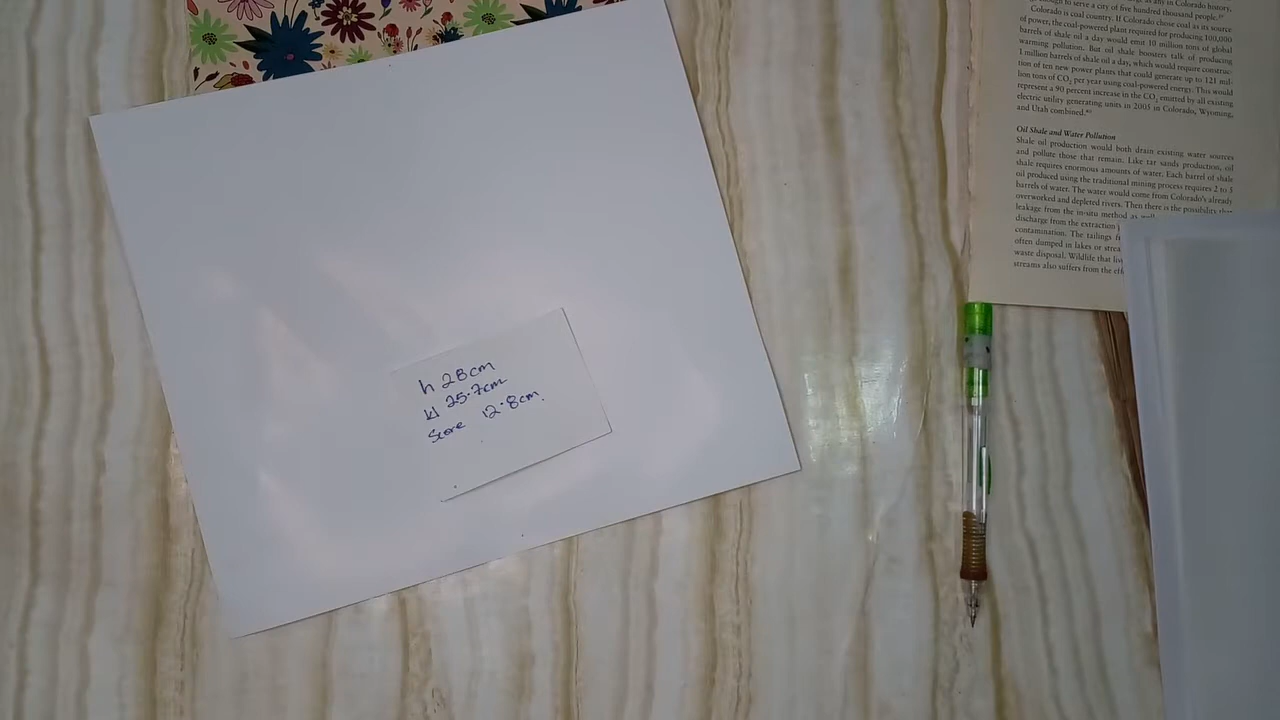 h 28cm
W 25.7cm
Score 12.8cm.
to serve a city of five hundred thousand people.
Colorado is coal country. If Colorado chose coal as its source
of power, the coal-powered plant required for producing 100,000
barrels of shale oil a day would emit 10 million tons of global
warming pollution. But oil shale boosters talk of producing
1 million barrels of shale oil a day, which would require construc-
tion of ten new power plants that could generate up to 121 mil-
lion tons of CO₂ per year using coal-powered energy. This would
represent a 90 percent increase in the CO₂ emitted by all existing
electric utility generating units in 2005 in Colorado, Wyoming,
and Utah combined.
Oil Shale and Water Pollution
Shale oil production would both drain existing water sources
and pollute those that remain. Like tar sands production, oil
shale requires enormous amounts of water. Each barrel of shale
oil produced using the traditional mining process requires 2 to 5
barrels of water. The water would come from Colorado's already
overworked and depleted rivers. Then there is the possibility that
leakage from the in-situ method as well
discharge from the extraction
contamination. The tailings
often dumped in lakes or
waste disposal. Wildlife that
streams also suffers from the